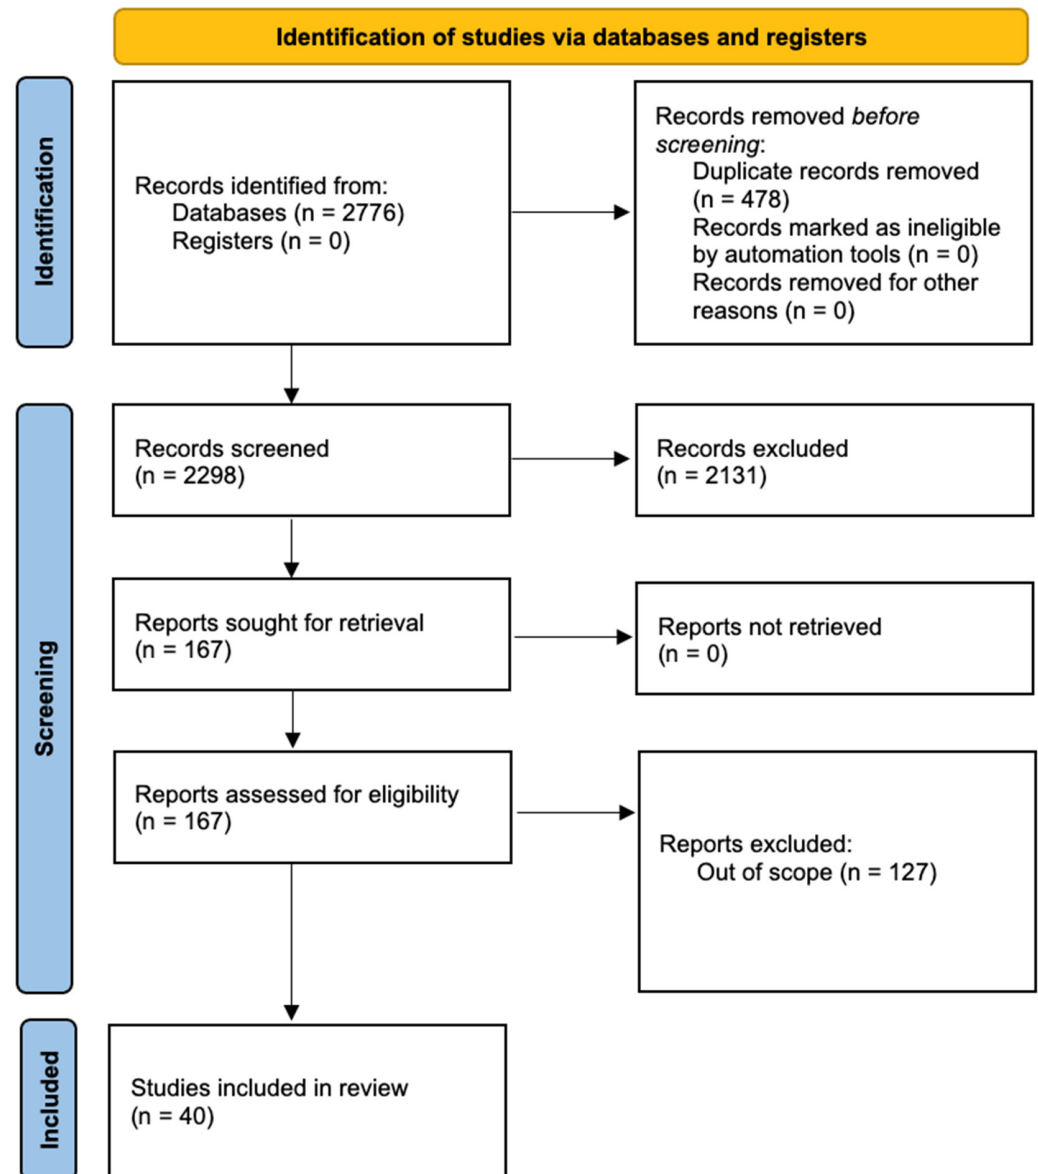 Identification of studies via databases and registers
Identification
Records identified from:
Databases (n = 2776)
Registers (n = 0)
Records removed before
screening:
Duplicate records removed
(n = 478)
Records marked as ineligible
by automation tools (n = 0)
Records removed for other
reasons (n = 0)
Screening
Records screened
(n = 2298)
Records excluded
(n = 2131)
Reports sought for retrieval
(n = 167)
Reports not retrieved
(n = 0)
Reports assessed for eligibility
(n = 167)
Reports excluded:
Out of scope (n = 127)
Included
Studies included in review
(n = 40)